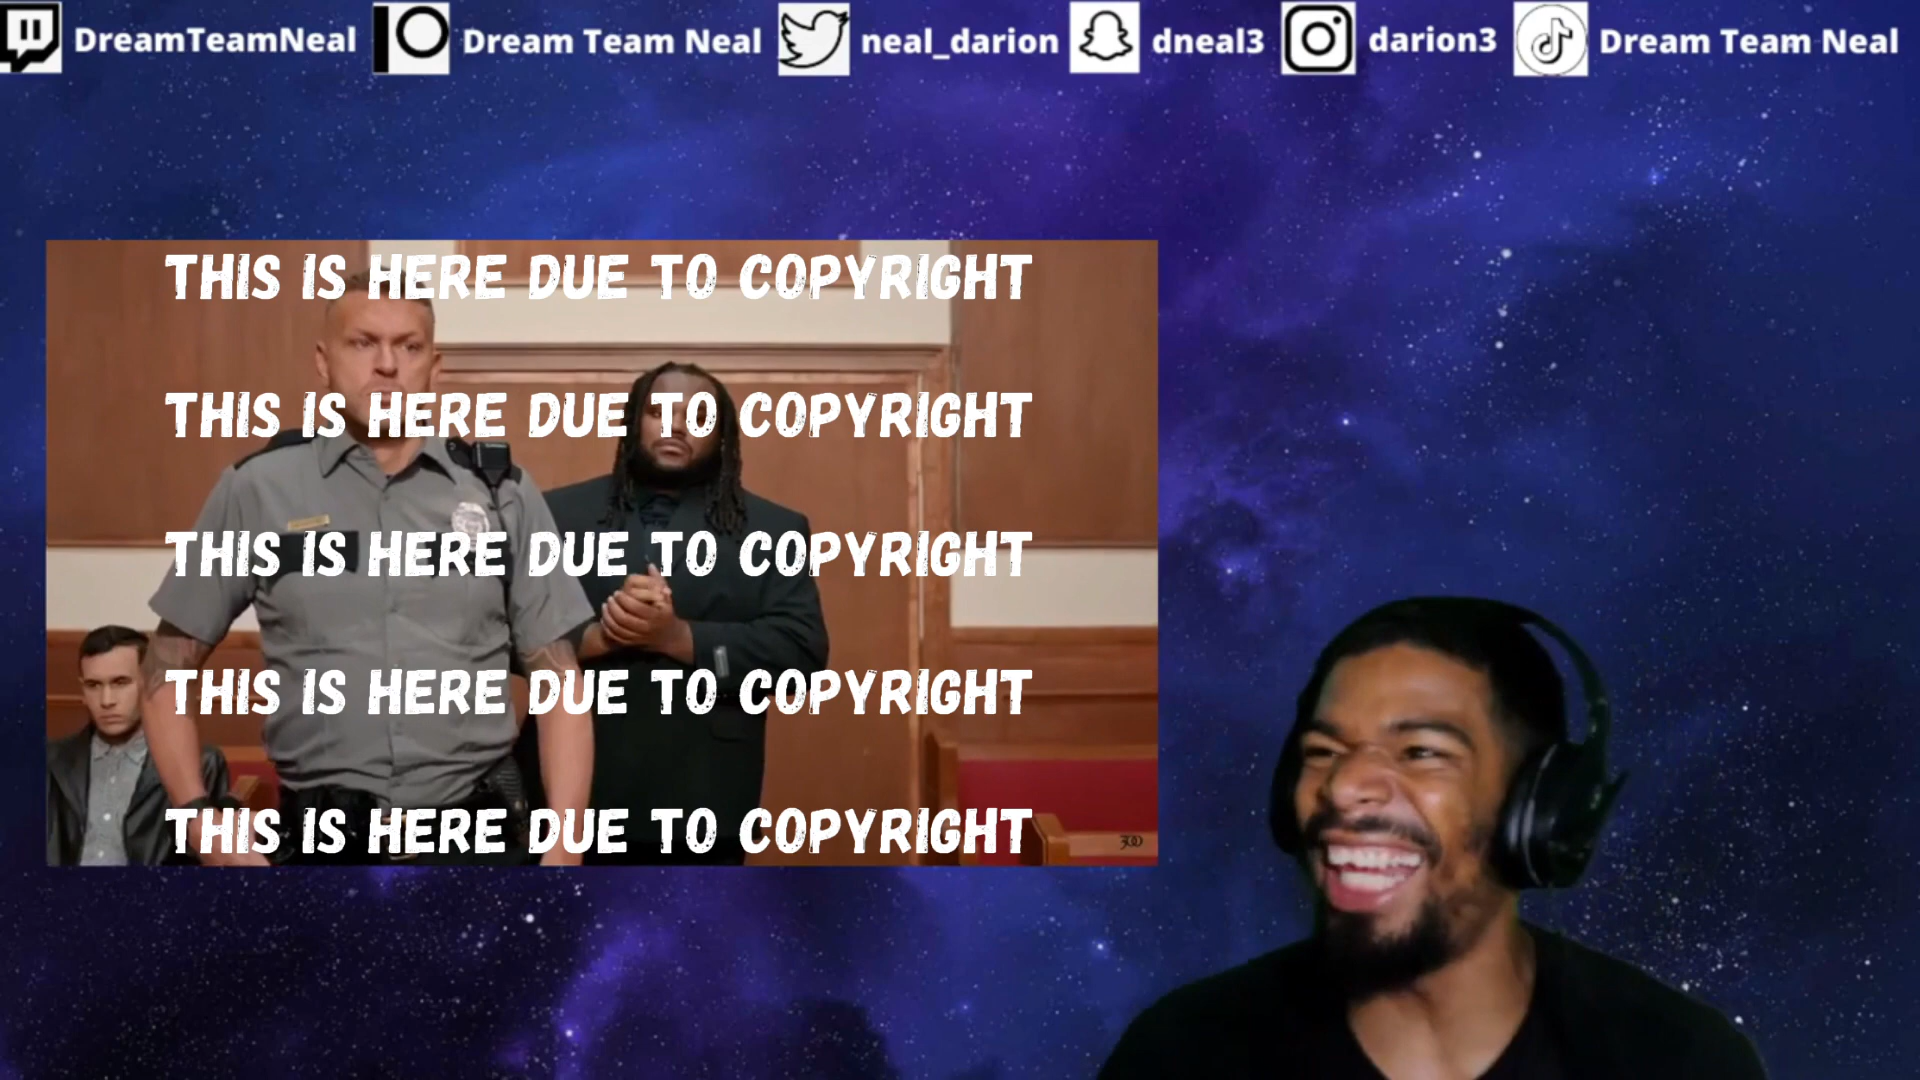 DreamTeamNeal Dream Team Neal neal_darion dneal3 darion3 Dream Team Neal
THIS IS HERE DUE TO COPYRIGHT
THIS IS HERE DUE TO COPYRIGHT
THIS IS HERE DUE TO COPYRIGHT
THIS IS HERE DUE TO COPYRIGHT
THIS IS HERE DUE TO COPYRIGHT
300